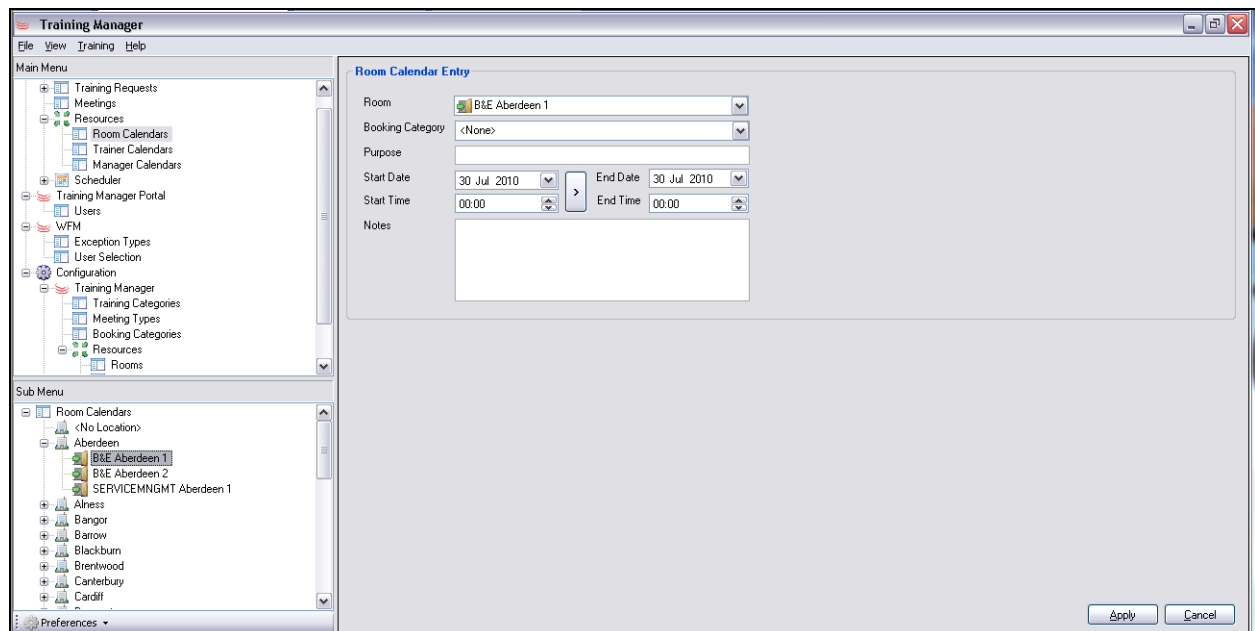 Training Manager
File View Training Help
Main Menu
Training Requests
Meetings
Resources
Room Calendars
Trainer Calendars
Manager Calendars
Scheduler
Training Manager Portal
Users
WFM
Exception Types
User Selection
Configuration
Training Manager
Training Categories
Meeting Types
Booking Categories
Resources
Rooms
Sub Menu
Room Calendars
<No Location>
Aberdeen
B&E Aberdeen 1
B&E Aberdeen 2
SERVICEMNGMT Aberdeen 1
Alness
Bangor
Barrow
Blackburn
Brentwood
Canterbury
Cardiff
Preferences
Room Calendar Entry
Room B&E Aberdeen 1
Booking Category <None>
Purpose
Start Date 30 Jul 2010 > End Date 30 Jul 2010
Start Time 00:00 End Time 00:00
Notes
Apply Cancel